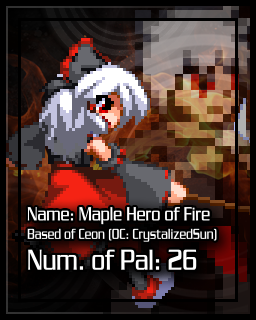 Name: Maple Hero of Fire
Based of Ceon (OC: CrystalizedSun)
Num. of Pal: 26